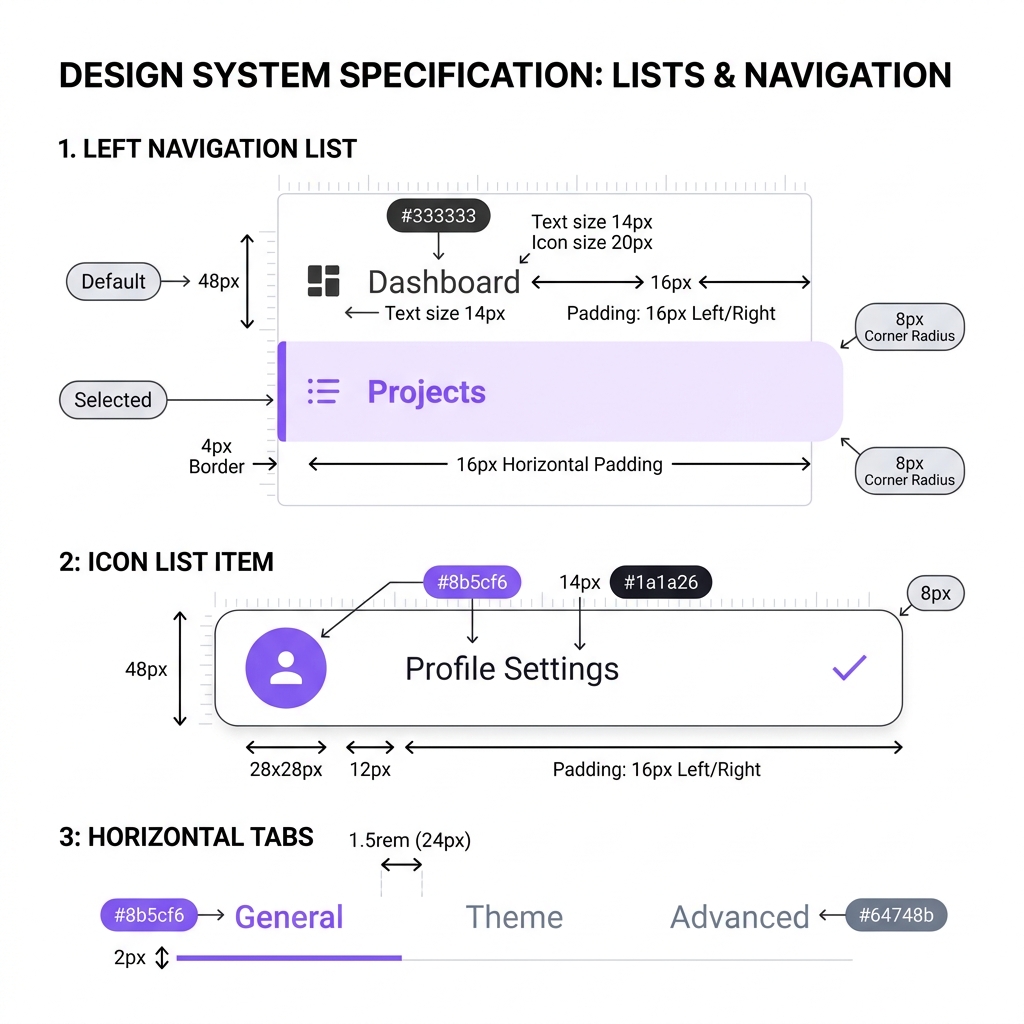 DESIGN SYSTEM SPECIFICATION: LISTS & NAVIGATION
1. LEFT NAVIGATION LIST
#333333
Text size 14px
Icon size 20px
Default
48px
Dashboard
16px
Text size 14px
Padding: 16px Left/Right
8px
Corner Radius
Selected
Projects
4px
Border
16px Horizontal Padding
8px
Corner Radius
2: ICON LIST ITEM
#8b5cf6
14px
#1a1a26
8px
48px
Profile Settings
28x28px
12px
Padding: 16px Left/Right
3: HORIZONTAL TABS
1.5rem (24px)
#8b5cf6
General
Theme
Advanced
#64748b
2px